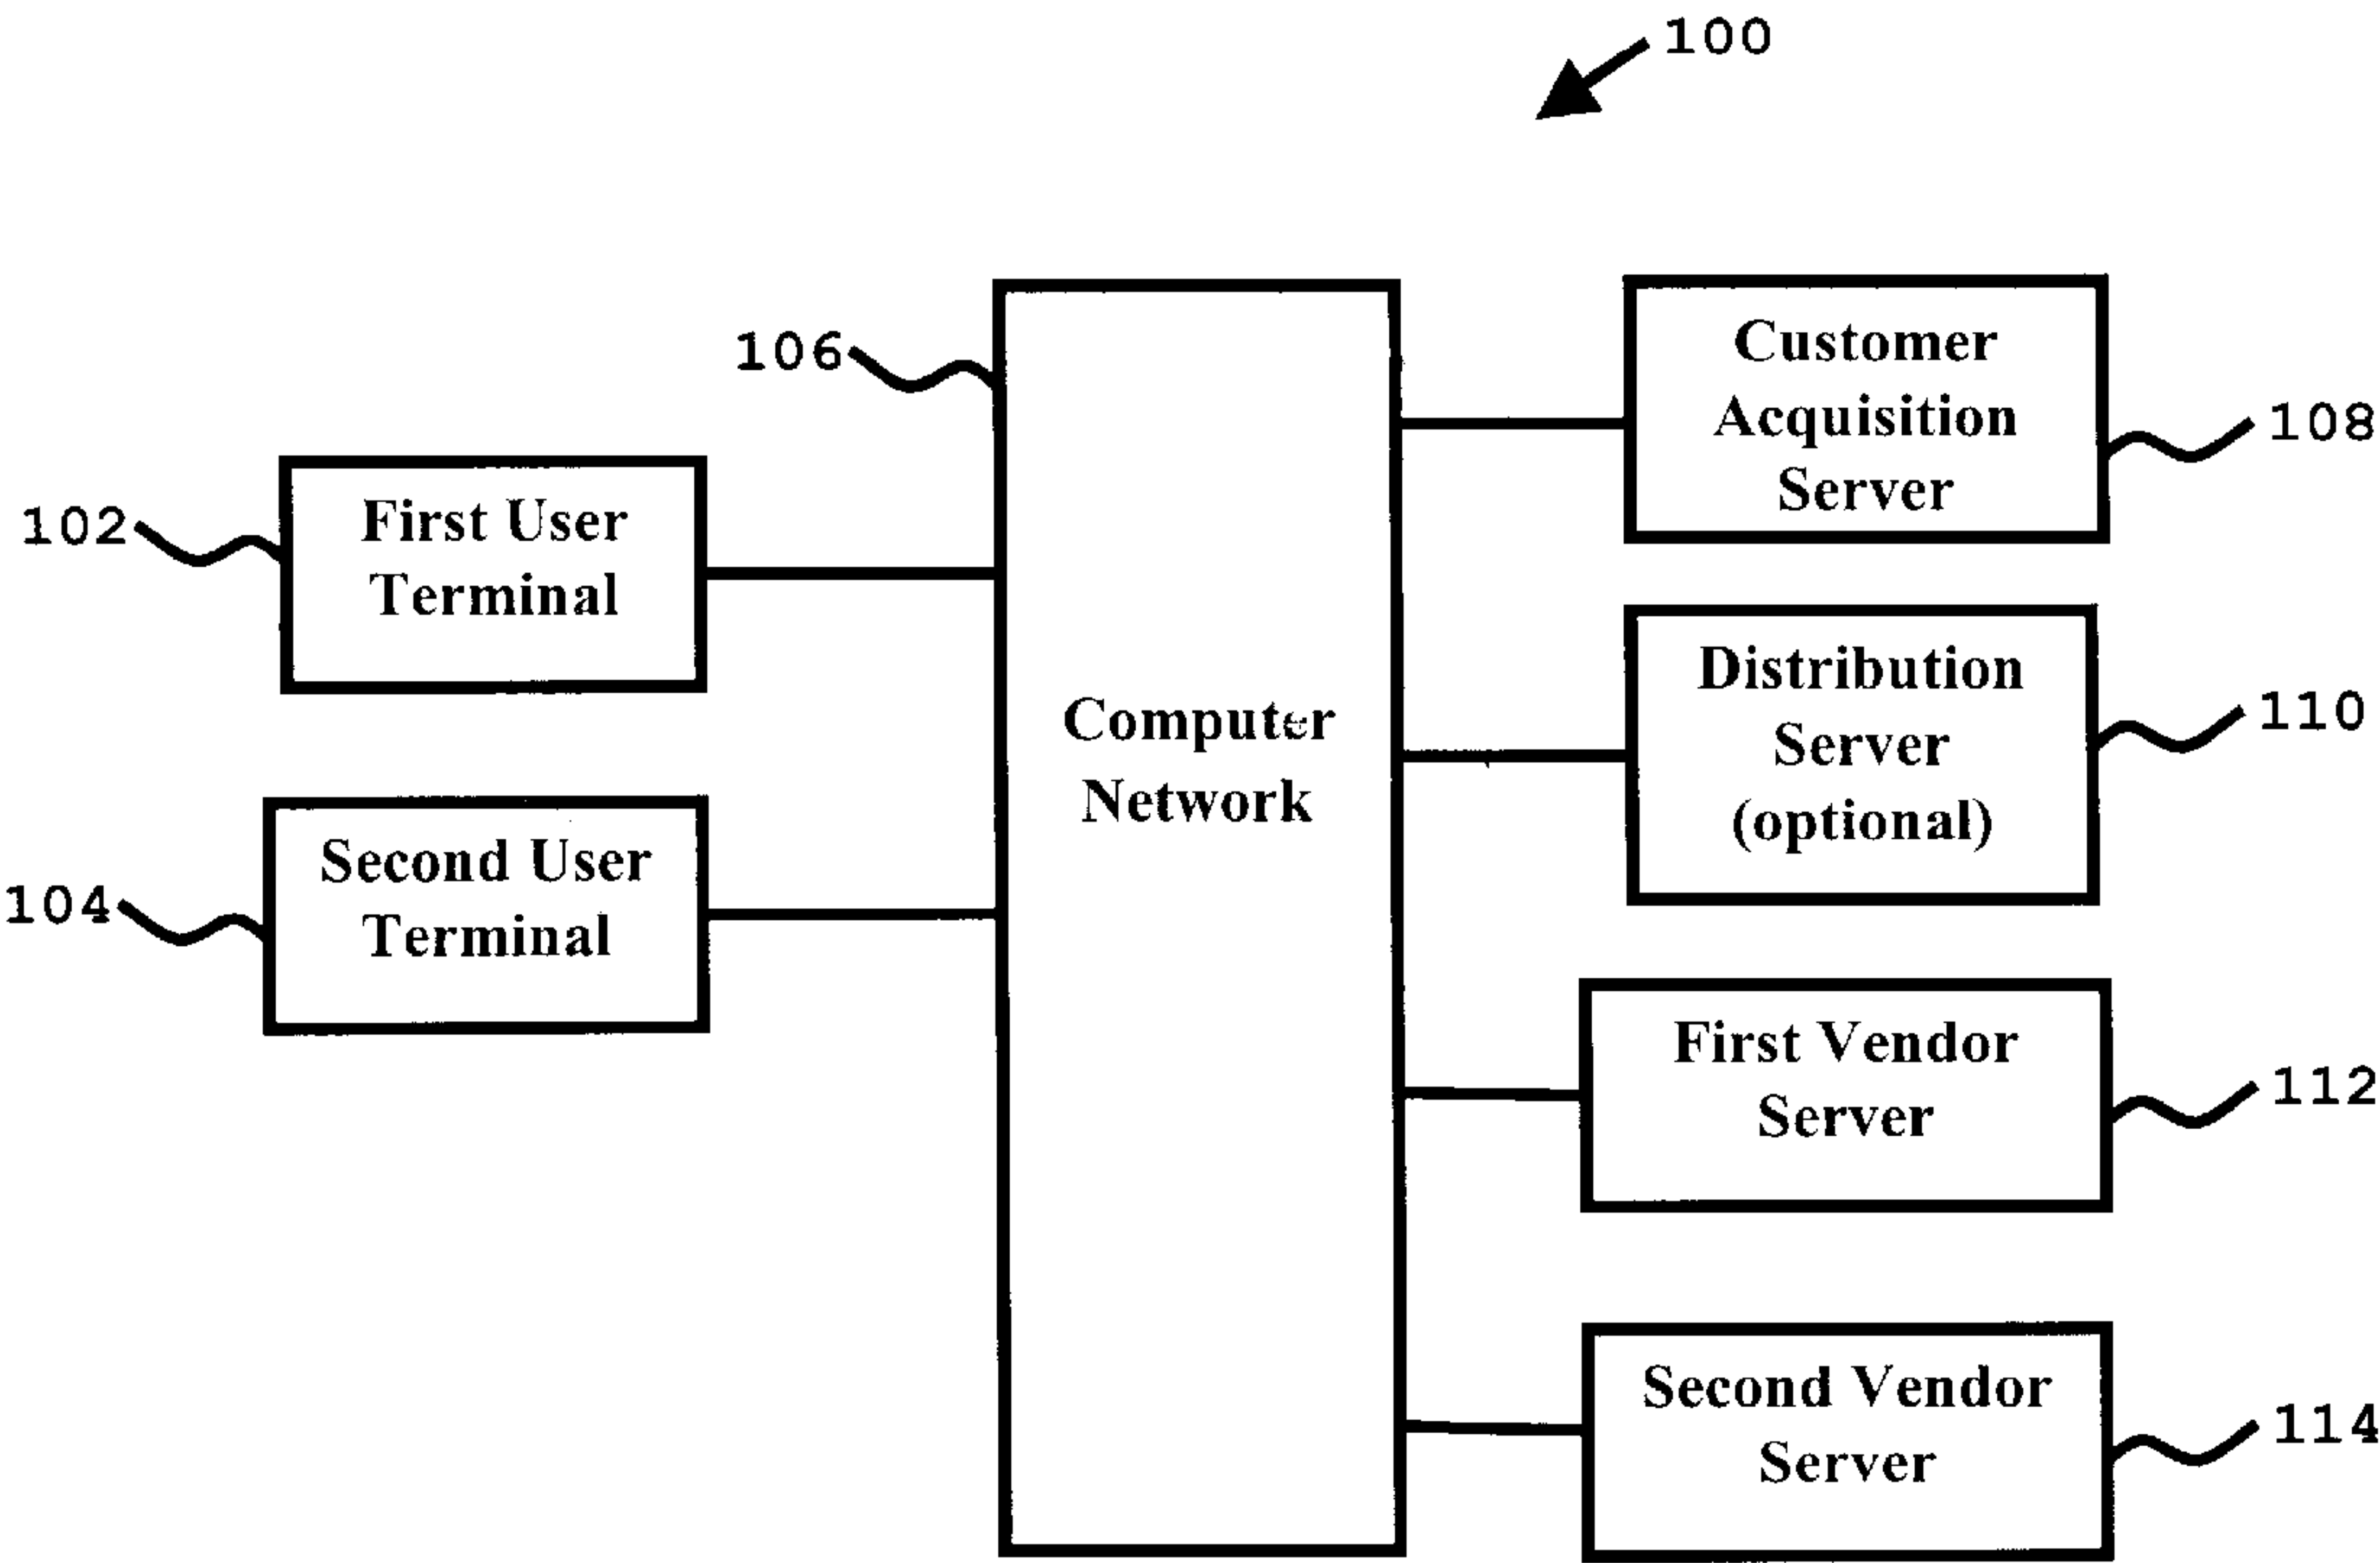 100
106
102
First User
Terminal
104
Second User
Terminal
Computer
Network
Customer
Acquisition
Server
108
Distribution
Server
(optional)
110
First Vendor
Server
112
Second Vendor
Server
114